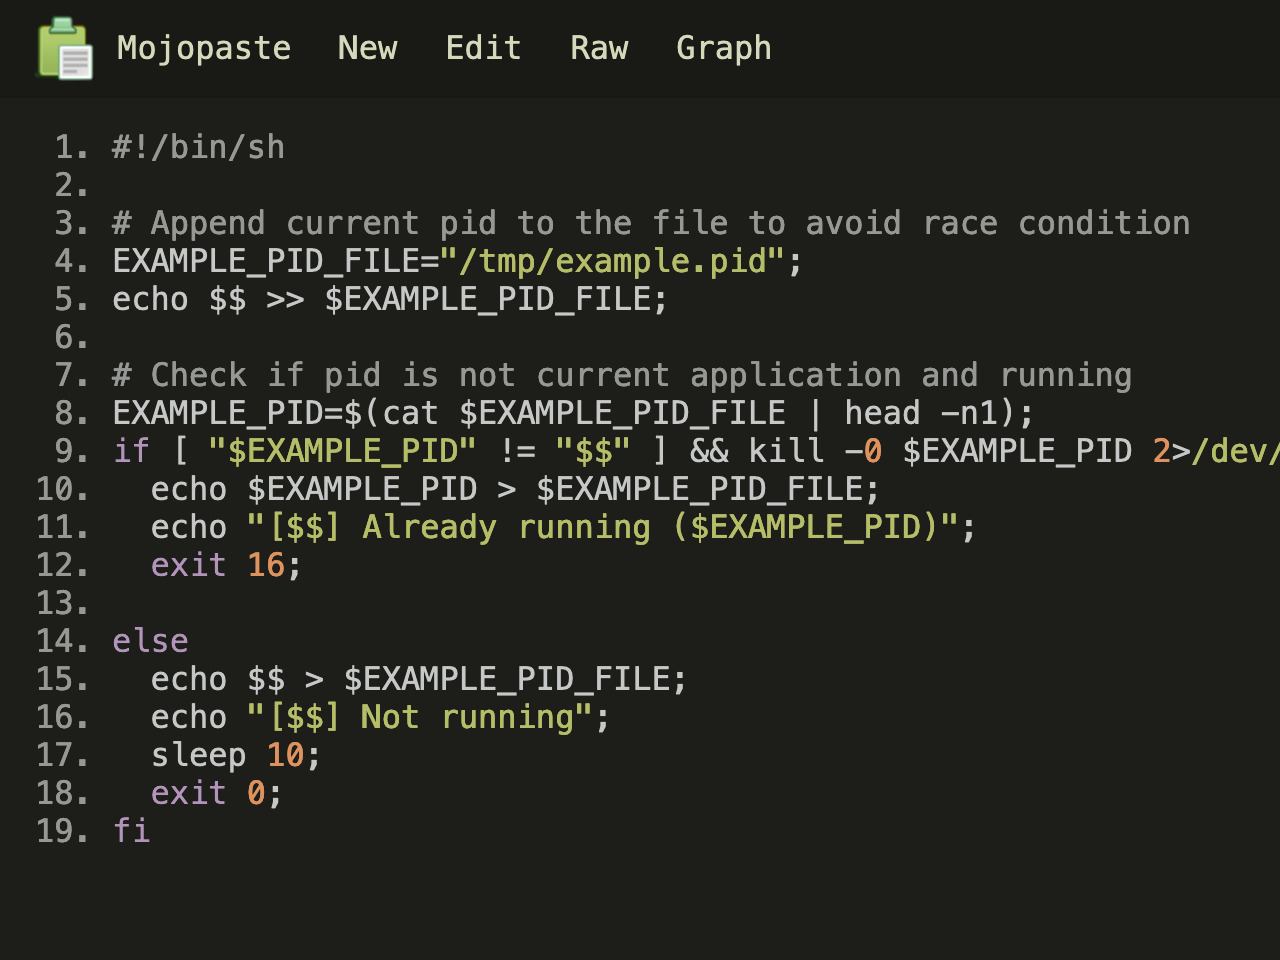 Mojopaste New Edit Raw Graph
1. #!/bin/sh
2.
3. # Append current pid to the file to avoid race condition
4. EXAMPLE_PID_FILE="/tmp/example.pid";
5. echo $$ >> $EXAMPLE_PID_FILE;
6.
7. # Check if pid is not current application and running
8. EXAMPLE_PID=$(cat $EXAMPLE_PID_FILE | head -n1);
9. if [ "$EXAMPLE_PID" != "$$" ] && kill -0 $EXAMPLE_PID 2>/dev/
10.   echo $EXAMPLE_PID > $EXAMPLE_PID_FILE;
11.   echo "[$$] Already running ($EXAMPLE_PID)";
12.   exit 16;
13.
14. else
15.   echo $$ > $EXAMPLE_PID_FILE;
16.   echo "[$$] Not running";
17.   sleep 10;
18.   exit 0;
19. fi